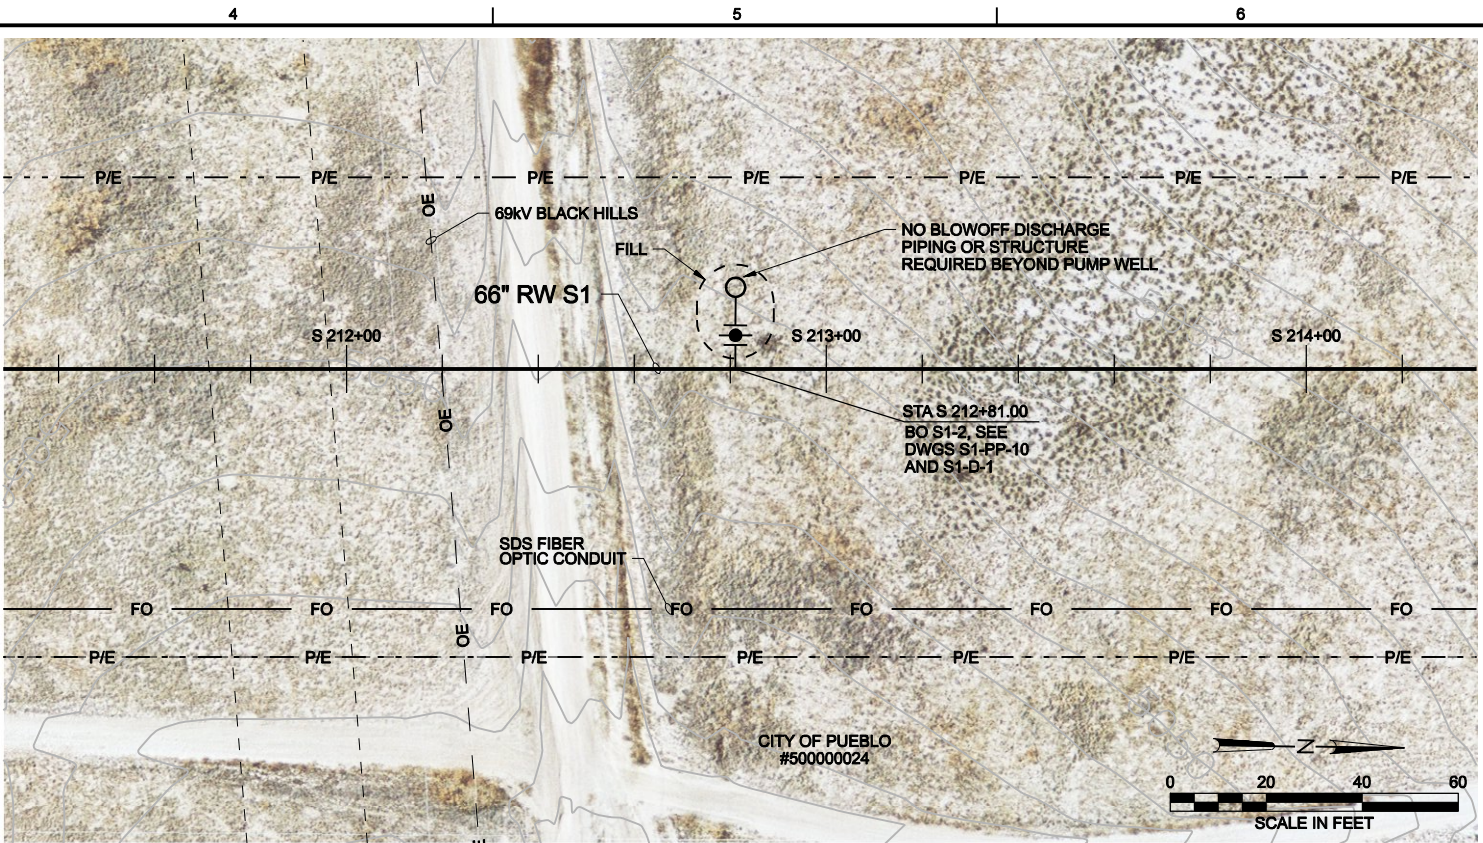 4 5 6
P/E P/E P/E P/E P/E P/E P/E
OE
69kV BLACK HILLS
NO BLOWOFF DISCHARGE
PIPING OR STRUCTURE
REQUIRED BEYOND PUMP WELL
FILL
66" RW S1
S 212+00 S 213+00 S 214+00
OE
STA S 212+81.00
BO S1-2, SEE
DWGS S1-PP-10
AND S1-D-1
SDS FIBER
OPTIC CONDUIT
FO FO FO FO FO FO FO FO
OE
P/E P/E P/E P/E P/E P/E P/E
CITY OF PUEBLO
#500000024
N
0 20 40 60
SCALE IN FEET